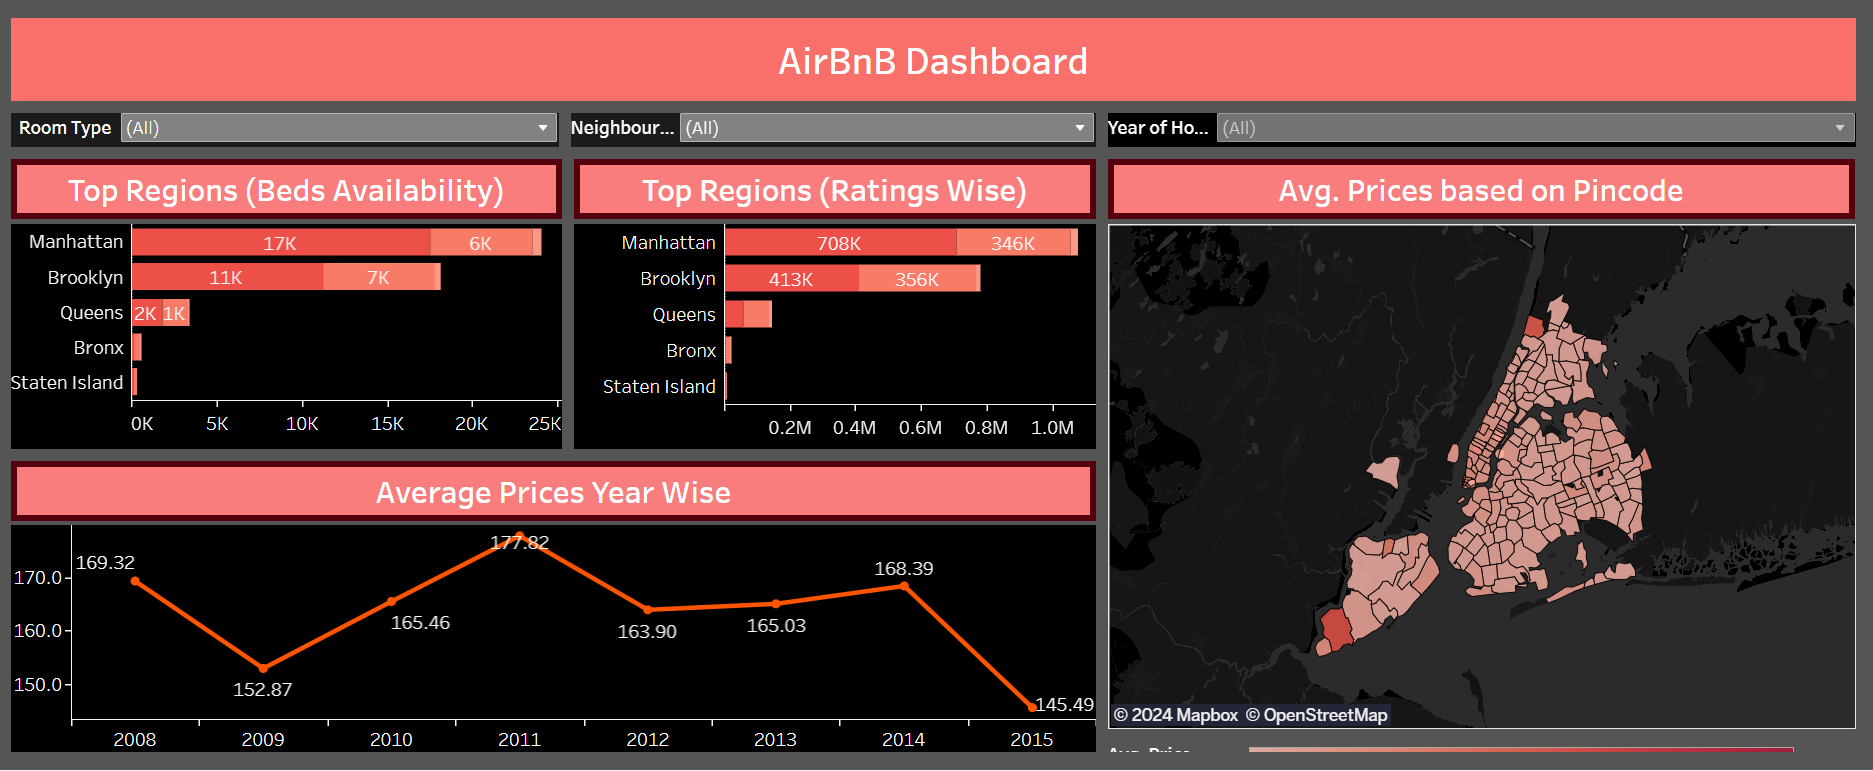 AirBnB Dashboard
Room Type (All)
Neighbour... (All)
Year of Ho... (All)
Top Regions (Beds Availability)
Manhattan 17K 6K
Brooklyn 11K 7K
Queens 2K 1K
Bronx
Staten Island
0K 5K 10K 15K 20K 25K
Top Regions (Ratings Wise)
Manhattan 708K 346K
Brooklyn 413K 356K
Queens
Bronx
Staten Island
0.2M 0.4M 0.6M 0.8M 1.0M
Avg. Prices based on Pincode
© 2024 Mapbox © OpenStreetMap
Avg. Price
Average Prices Year Wise
170.0
160.0
150.0
169.32
152.87
165.46
177.82
163.90
165.03
168.39
145.49
2008 2009 2010 2011 2012 2013 2014 2015